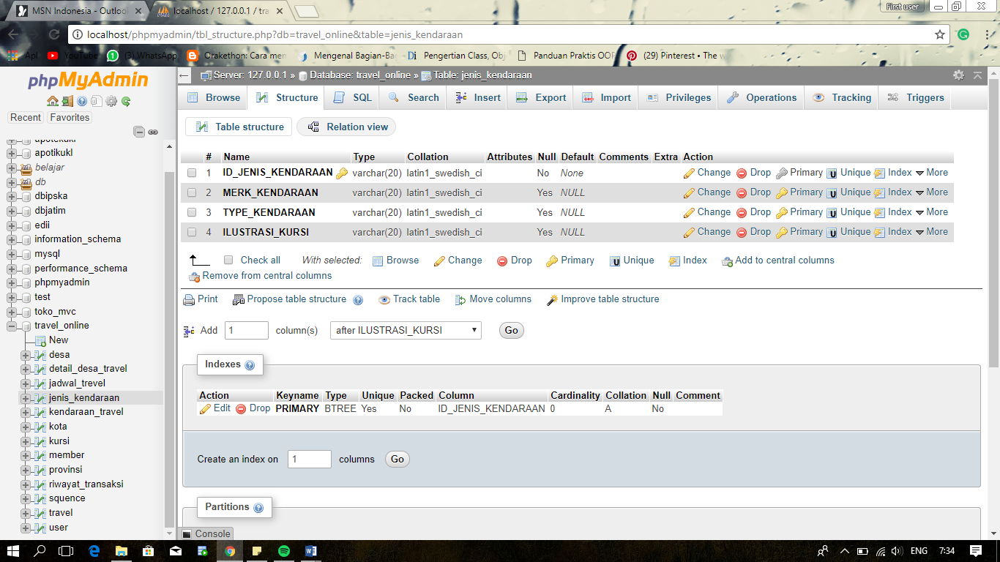 MSN Indonesia - Outlook
localhost / 127.0.0.1 / tra
First user
localhost/phpmyadmin/tbl_structure.php?db=travel_online&table=jenis_kendaraan
Apl YouTube (3) WhatsApp Orakethon: Cara men Mengenal Bagian-Ba Pengertian Class, Obj Panduan Praktis OOP (29) Pinterest • The w
phpMyAdmin
Recent Favorites
apotekukl
apotikukl
belajar
db
dbipska
dbjatim
edii
information_schema
mysql
performance_schema
phpmyadmin
test
toko_mvc
travel_online
New
desa
detail_desa_travel
jadwal_trevel
jenis_kendaraan
kendaraan_travel
kota
kursi
member
provinsi
riwayat_transaksi
squence
travel
user
Server: 127.0.0.1 » Database: travel_online » Table: jenis_kendaraan
Browse Structure SQL Search Insert Export Import Privileges Operations Tracking Triggers
Table structure Relation view
# Name Type Collation Attributes Null Default Comments Extra Action
1 ID_JENIS_KENDARAAN varchar(20) latin1_swedish_ci No None Change Drop Primary Unique Index More
2 MERK_KENDARAAN varchar(20) latin1_swedish_ci Yes NULL Change Drop Primary Unique Index More
3 TYPE_KENDARAAN varchar(20) latin1_swedish_ci Yes NULL Change Drop Primary Unique Index More
4 ILUSTRASI_KURSI varchar(20) latin1_swedish_ci Yes NULL Change Drop Primary Unique Index More
Check all With selected: Browse Change Drop Primary Unique Index Add to central columns
Remove from central columns
Print Propose table structure Track table Move columns Improve table structure
Add 1 column(s) after ILUSTRASI_KURSI Go
Indexes
Action Keyname Type Unique Packed Column Cardinality Collation Null Comment
Edit Drop PRIMARY BTREE Yes No ID_JENIS_KENDARAAN 0 A No
Create an index on 1 columns Go
Partitions
Console
ENG 7:34